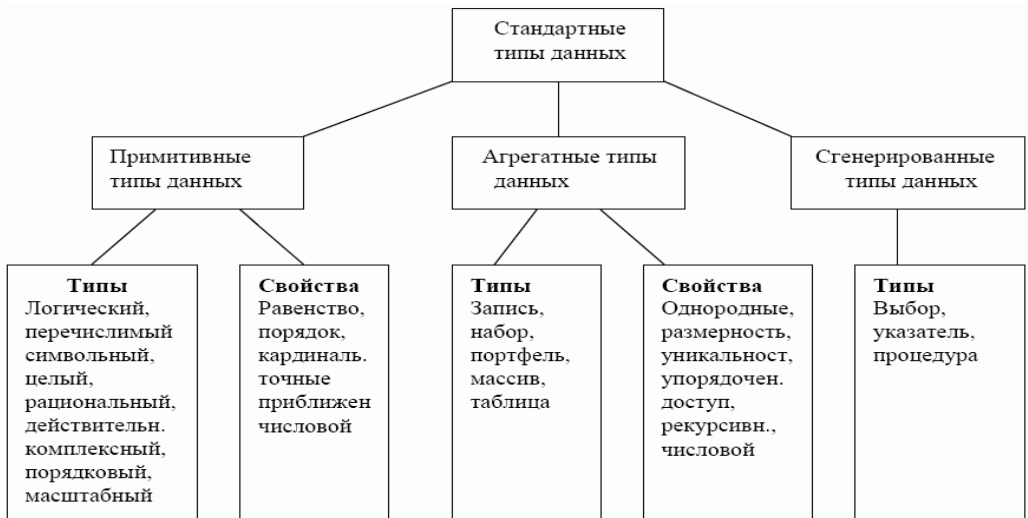 Стандартные
типы данных
Примитивные
типы данных
Агрегатные типы
данных
Сгенерированные
типы данных
Типы
Логический,
перечислимый
символьный,
целый,
рациональный,
действительн.
комплексный,
порядковый,
масштабный
Свойства
Равенство,
порядок,
кардиналь.
точные
приближен
числовой
Типы
Запись,
набор,
портфель,
массив,
таблица
Свойства
Однородные,
размерность,
уникальност,
упорядочен.
доступ,
рекурсивн.,
числовой
Типы
Выбор,
указатель,
процедура